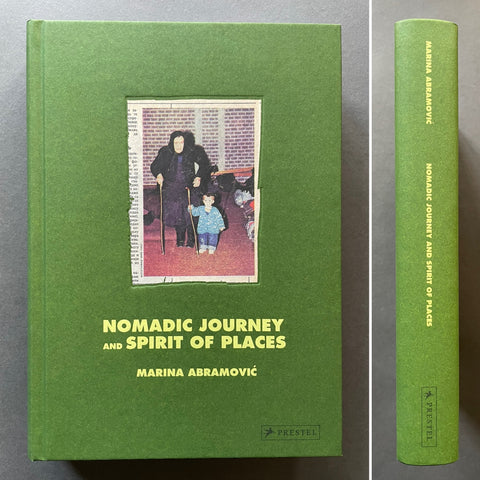 NOMADIC JOURNEY
AND SPIRIT OF PLACES
MARINA ABRAMOVIĆ
PRESTEL
MARINA ABRAMOVIĆ
NOMADIC JOURNEY AND SPIRIT OF PLACES
PRESTEL